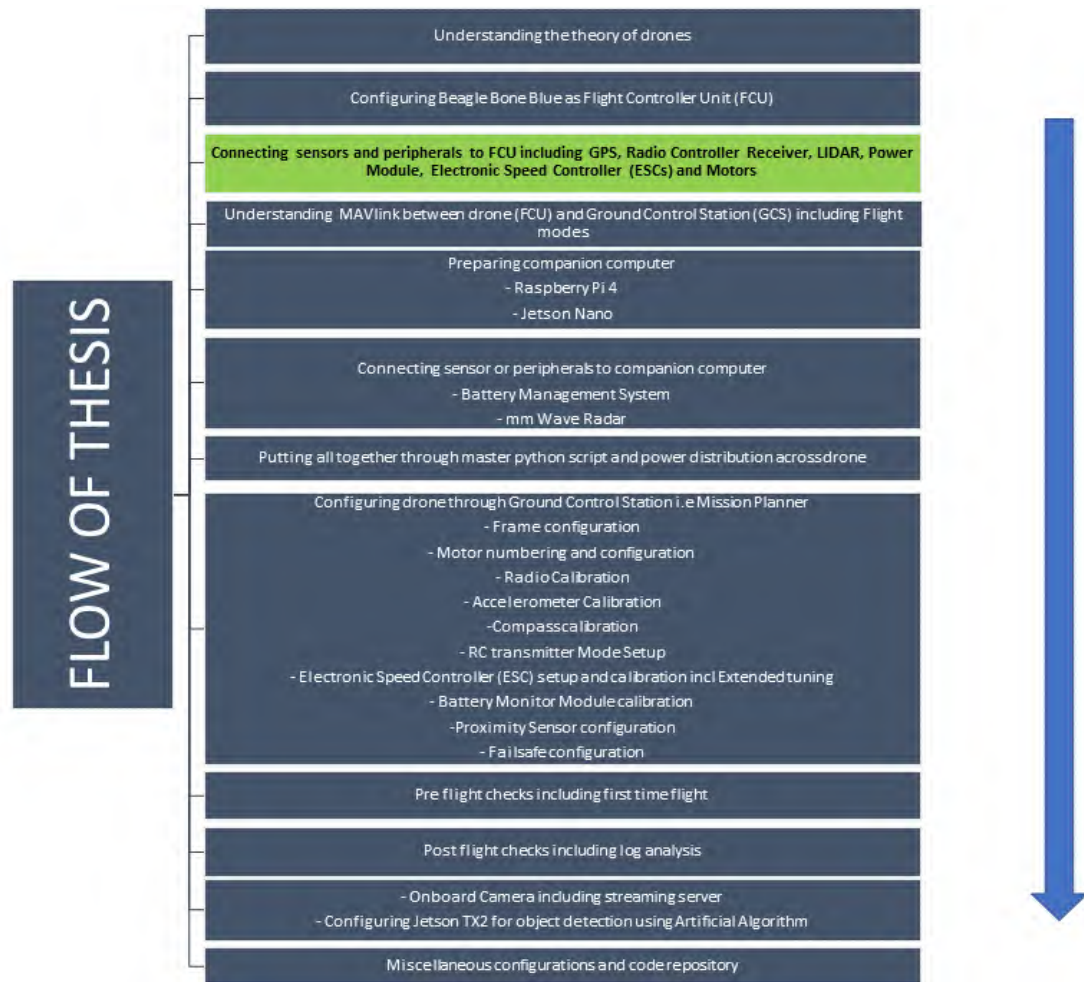 FLOW OF THESIS
Understanding the theory of drones
Configuring Beagle Bone Blue as Flight Controller Unit (FCU)
Connecting sensors and peripherals to FCU including GPS, Radio Controller Receiver, LIDAR, Power
Module, Electronic Speed Controller (ESCs) and Motors
Understanding MAVlink between drone (FCU) and Ground Control Station (GCS) including Flight
modes
Preparing companion computer
- Raspberry Pi 4
- Jetson Nano
Connecting sensor or peripherals to companion computer
- Battery Management System
- mm Wave Radar
Putting all together through master python script and power distribution acrossdrone
Configuring drone through Ground Control Station i.e Mission Planner
- Frame configuration
- Motor numbering and configuration
- Radio Calibration
- Accelerometer Calibration
-Compasscalibration
- RC transmitter Mode Setup
- Electronic Speed Controller (ESC) setup and calibration incl Extended tuning
- Battery Monitor Module calibration
-Proximity Sensor configuration
- Failsafe configuration
Pre flight checks including first time flight
Post flight checks including log analysis
- Onboard Camera including streaming server
- Configuring Jetson TX2 for object detection using Artificial Algorithm
Miscellaneous configurations and code repository